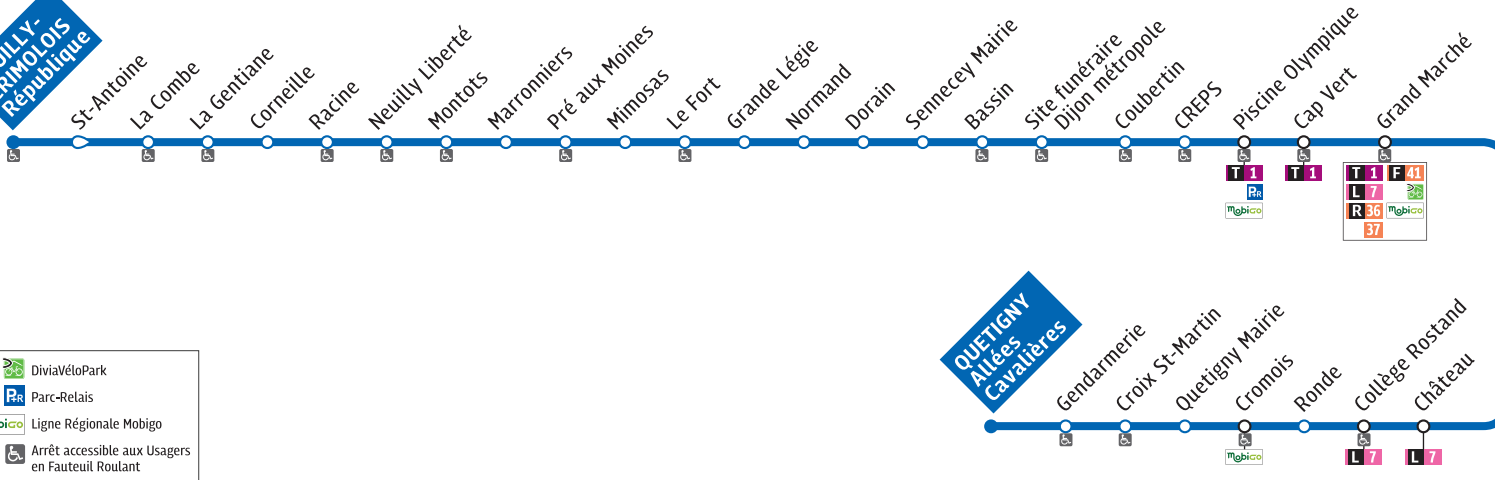 République
St-Antoine
La Combe
La Gentiane
Corneille
Racine
Neuilly Liberté
Montots
Marronniers
Pré aux Moines
Mimosas
Le Fort
Grande Légie
Normand
Dorain
Sennecey Mairie
Bassin
Site funéraire
Dijon métropole
Coubertin
CREPS
Piscine Olympique
Cap Vert
Grand Marché
T 1
P+R
mobiGo
T 1
T 1 F 41
L 7
R 36 mobiGo
37
QUETIGNY
Allées
Cavalières
Gendarmerie
Croix St-Martin
Quetigny Mairie
Cromois
Ronde
Collège Rostand
Château
mobiGo
L 7
L 7
DiviaVéloPark
P+R Parc-Relais
Ligne Régionale Mobigo
Arrêt accessible aux Usagers
en Fauteuil Roulant